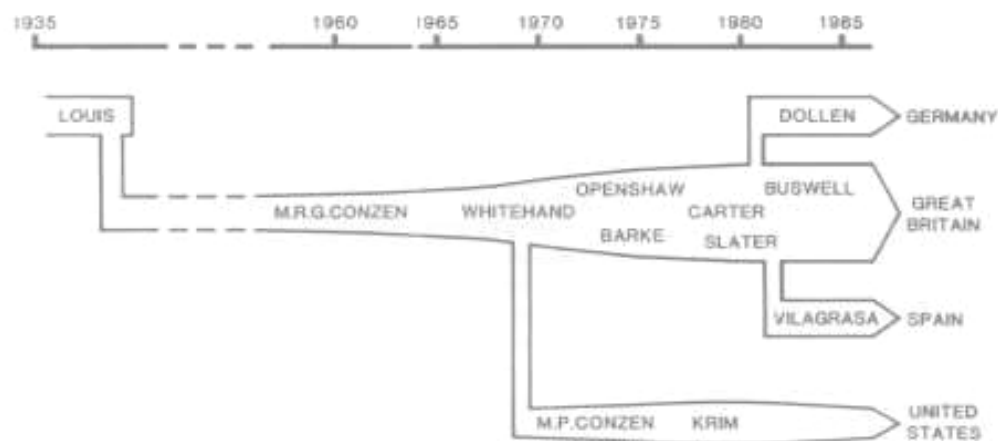 1935 1960 1965 1970 1975 1980 1985
LOUIS
DOLLEN
GERMANY
OPENSHAW
BUSWELL
M.R.G.CONZEN
WHITEHAND
CARTER
GREAT
BRITAIN
BARKE
SLATER
VILAGRASA
SPAIN
M.P.CONZEN
KRIM
UNITED
STATES